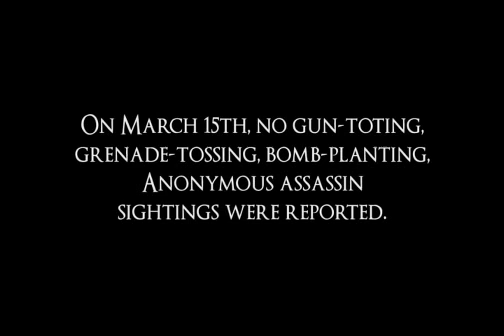 On March 15th, no gun-toting,
grenade-tossing, bomb-planting,
Anonymous assassin
sightings were reported.